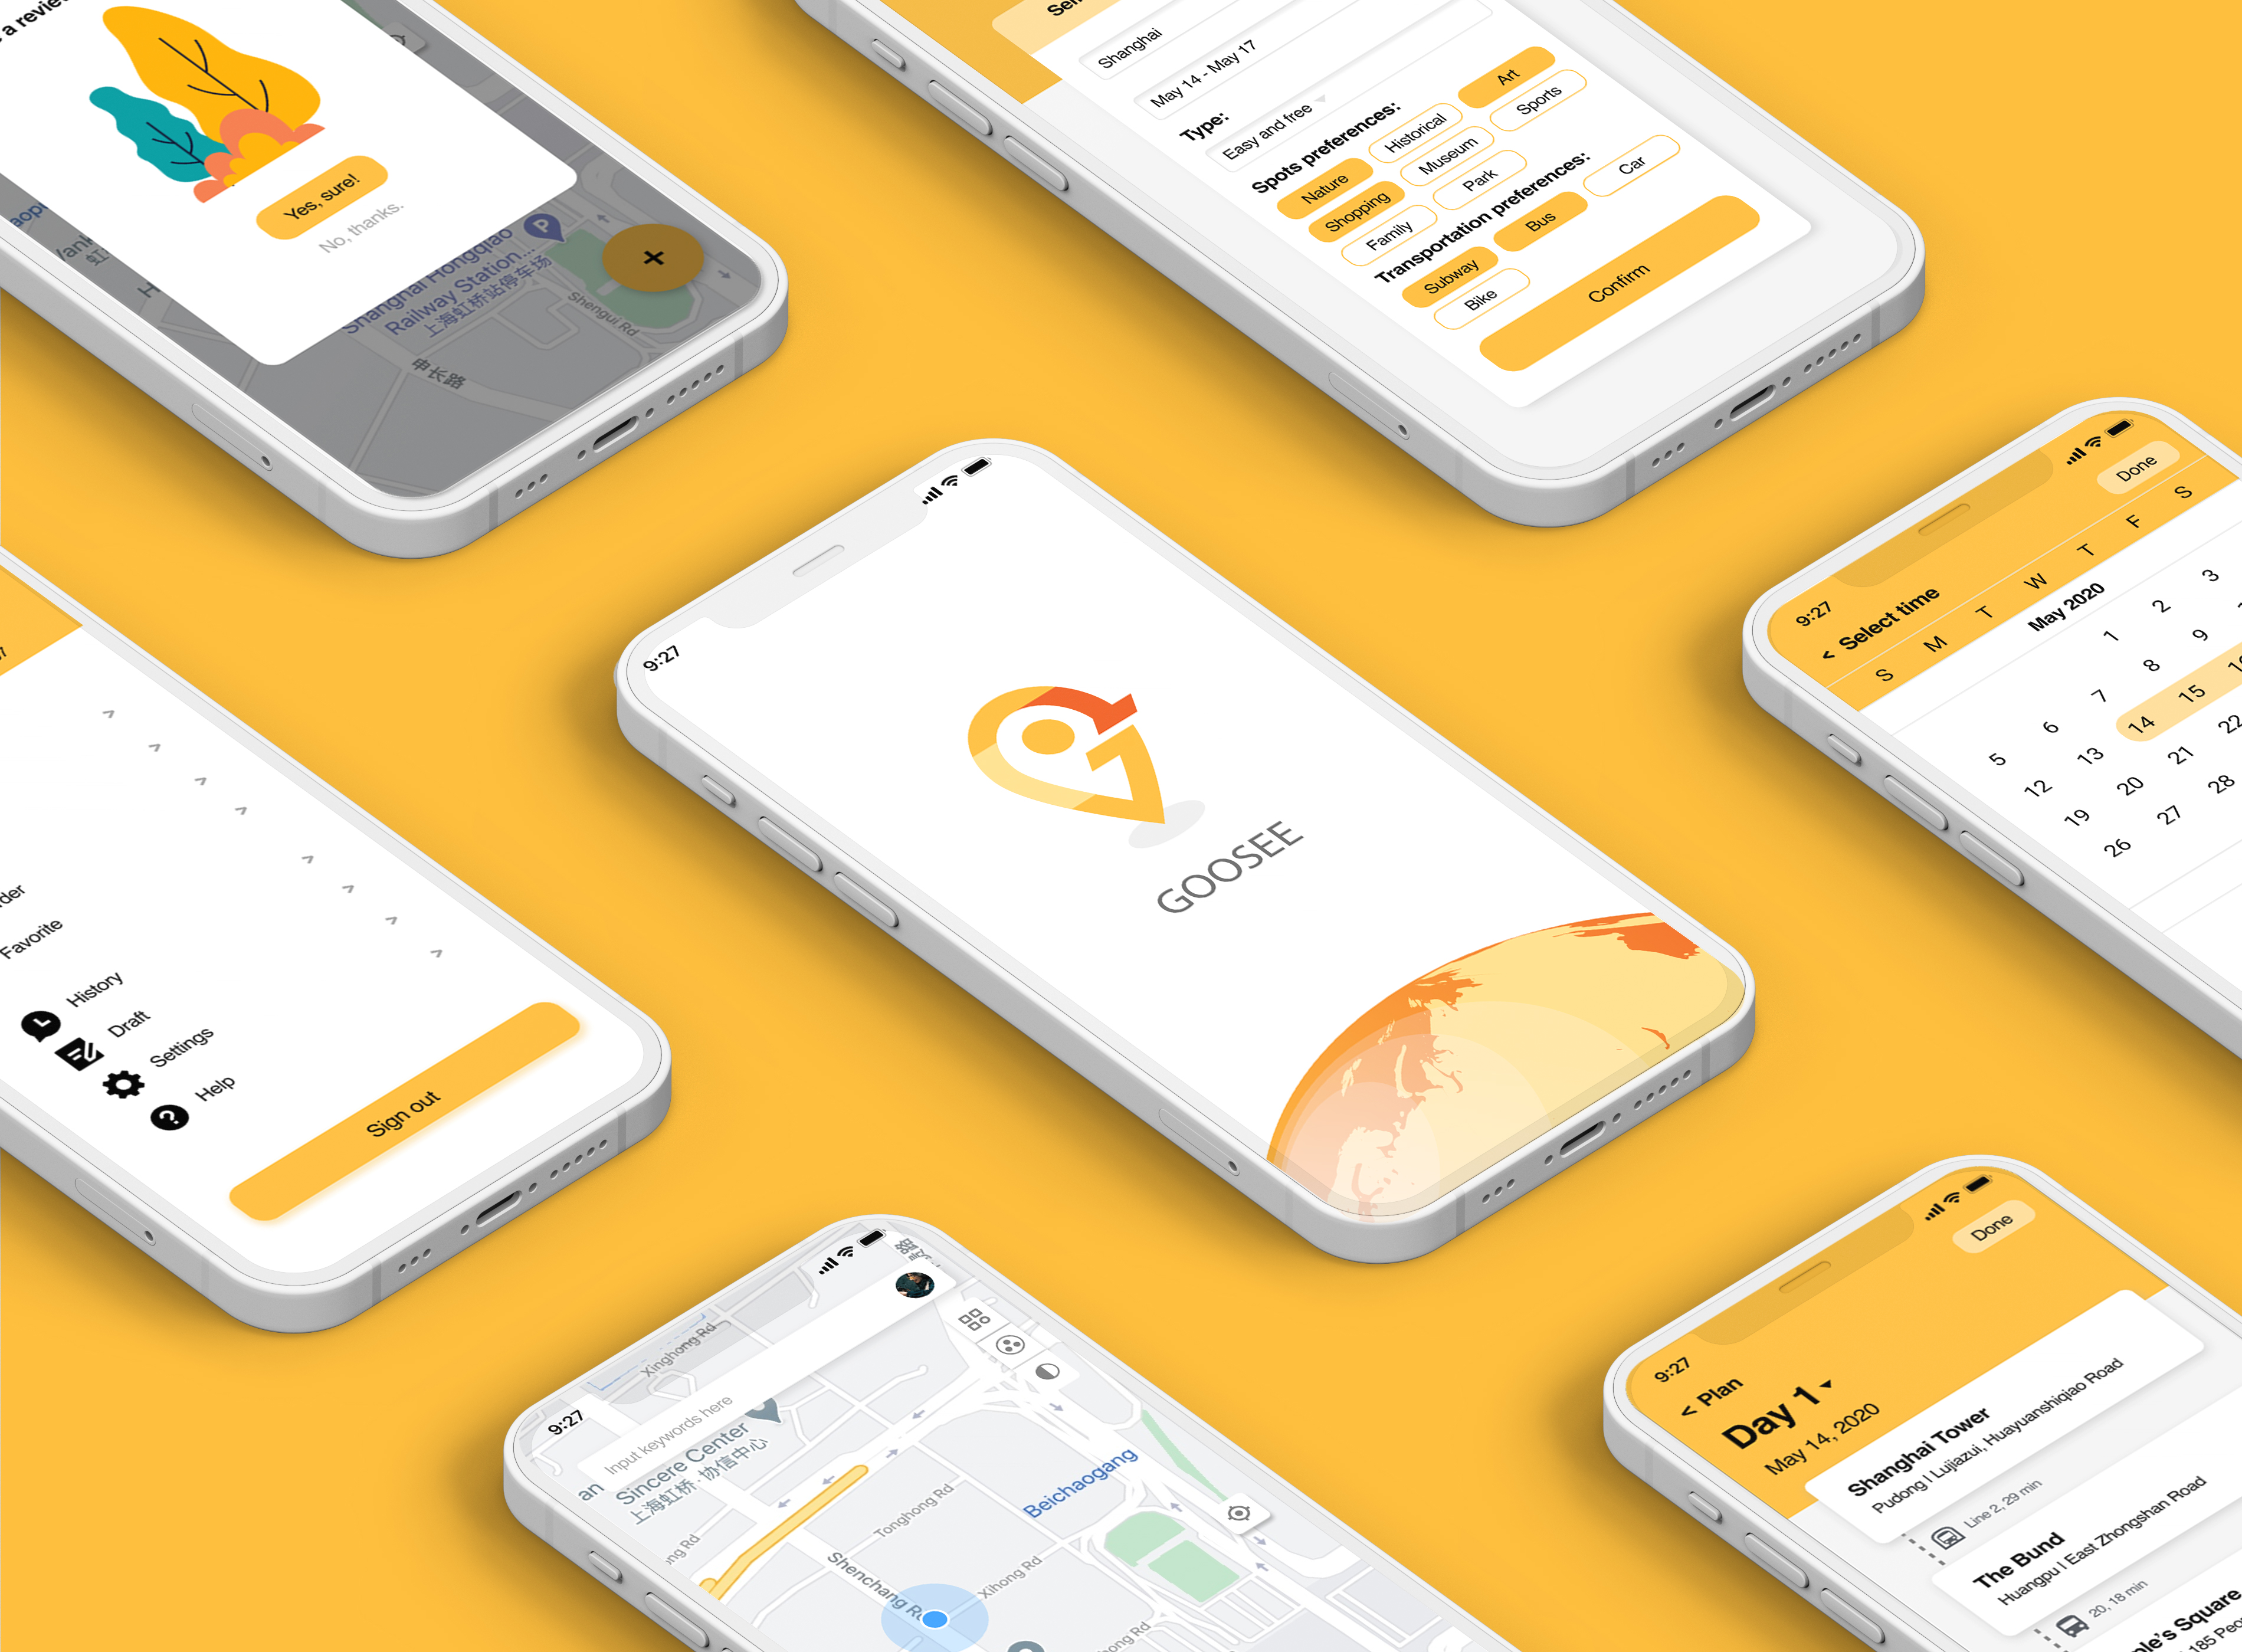 a review
Yes, sure!
No, thanks.
Shanghai Hongqiao
Railway Station...
上海虹桥站停车场
Shengui Rd
申长路
P
+
Shanghai
May 14 - May 17
Type:
Easy and free
Spots preferences:
Nature
Historical
Art
Shopping
Museum
Sports
Family
Park
Transportation preferences:
Subway
Bus
Car
Bike
Confirm
9:27
GOOSEE
9:27
Done
< Select time
S M T W T F S
May 2020
1 2 3
5 6 7 8 9
12 13 14 15 16
19 20 21 22
26 27 28
Favorite
History
Draft
Settings
Help
Sign out
9:27
Input keywords here
Xinghong Rd
Sincere Center
上海虹桥·协信中心
Tonghong Rd
Beichaogang
Shenchang Rd
Xihong Rd
9:27
Done
< Plan
Day 1
May 14, 2020
Shanghai Tower
Pudong | Lujiazui, Huayuanshiqiao Road
Line 2, 29 min
The Bund
Huangpu | East Zhongshan Road
20, 18 min
Square